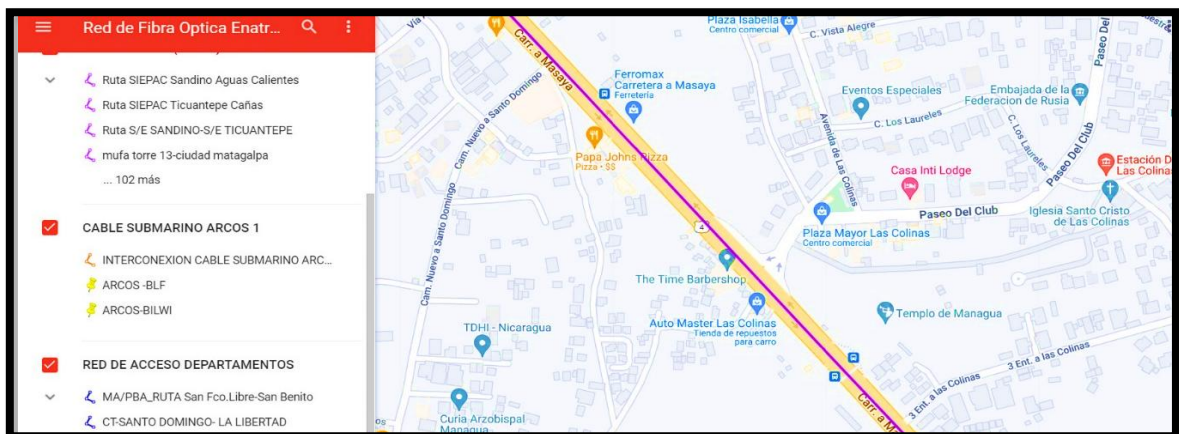 Red de Fibra Optica Enatr...
Ruta SIEPAC Sandino Aguas Calientes
Ruta SIEPAC Ticuantepe Cañas
Ruta S/E SANDINO-S/E TICUANTEPE
mufa torre 13-ciudad matagalpa
... 102 más
CABLE SUBMARINO ARCOS 1
INTERCONEXION CABLE SUBMARINO ARC...
ARCOS -BLF
ARCOS-BILWI
RED DE ACCESO DEPARTAMENTOS
MA/PBA_RUTA San Fco.Libre-San Benito
CT-SANTO DOMINGO- LA LIBERTAD
Carr. a Masaya
Plaza Isabella
Centro comercial
C. Vista Alegre
Paseo Del
Ferromax
Carretera a Masaya
Ferretería
Eventos Especiales
Embajada de la
Federacion de Rusia
C. Los Laureles
C. Los Laureles
Cam. Nuevo a Santo Domingo
Avenida de Las Colinas
Paseo Del Club
Papa Johns Pizza
Pizza • $$
Casa Inti Lodge
Estación D
Las Colina
Paseo Del Club
Iglesia Santo Cristo
de Las Colinas
4
Plaza Mayor Las Colinas
Centro comercial
Cam. Nuevo a Santo Domingo
The Time Barbershop
Auto Master Las Colinas
Tienda de repuestos
para carro
Templo de Managua
TDHI - Nicaragua
3 Ent. a las Colinas
3 Ent. a las Colinas
Curia Arzobispal
Managua
Carr. a M